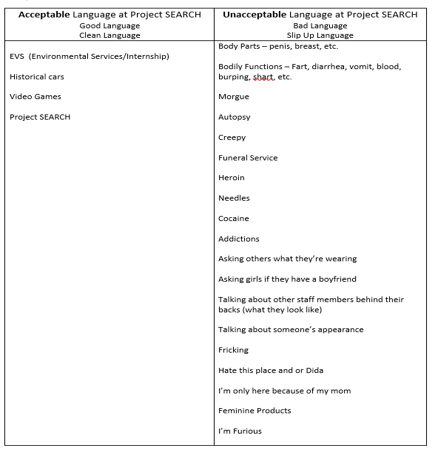 Acceptable Language at Project SEARCH
Good Language
Clean Language
EVS (Environmental Services/Internship)
Historical cars
Video Games
Project SEARCH
Unacceptable Language at Project SEARCH
Bad Language
Slip Up Language
Body Parts – penis, breast, etc.
Bodily Functions – Fart, diarrhea, vomit, blood,
burping, shart, etc.
Morgue
Autopsy
Creepy
Funeral Service
Heroin
Needles
Cocaine
Addictions
Asking others what they're wearing
Asking girls if they have a boyfriend
Talking about other staff members behind their
backs (what they look like)
Talking about someone's appearance
Fricking
Hate this place and or Dida
I'm only here because of my mom
Feminine Products
I'm Furious